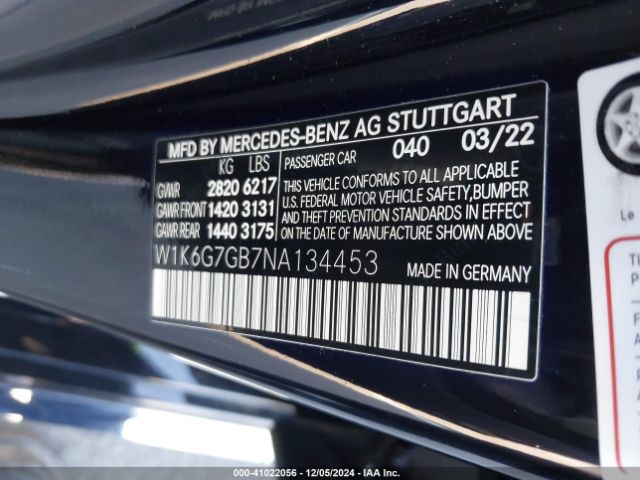 MFD BY MERCEDES-BENZ AG STUTTGART
KG LBS
GVWR 2820 6217
GAWR FRONT 1420 3131
GAWR REAR 1440 3175
PASSENGER CAR 040 03/22
THIS VEHICLE CONFORMS TO ALL APPLICABLE
U.S. FEDERAL MOTOR VEHICLE SAFETY, BUMPER
AND THEFT PREVENTION STANDARDS IN EFFECT
ON THE DATE OF MANUFACTURE SHOWN ABOVE
W1K6G7GB7NA134453 MADE IN GERMANY
Le
000-41022056 | 12/05/2024 | IAA Inc.